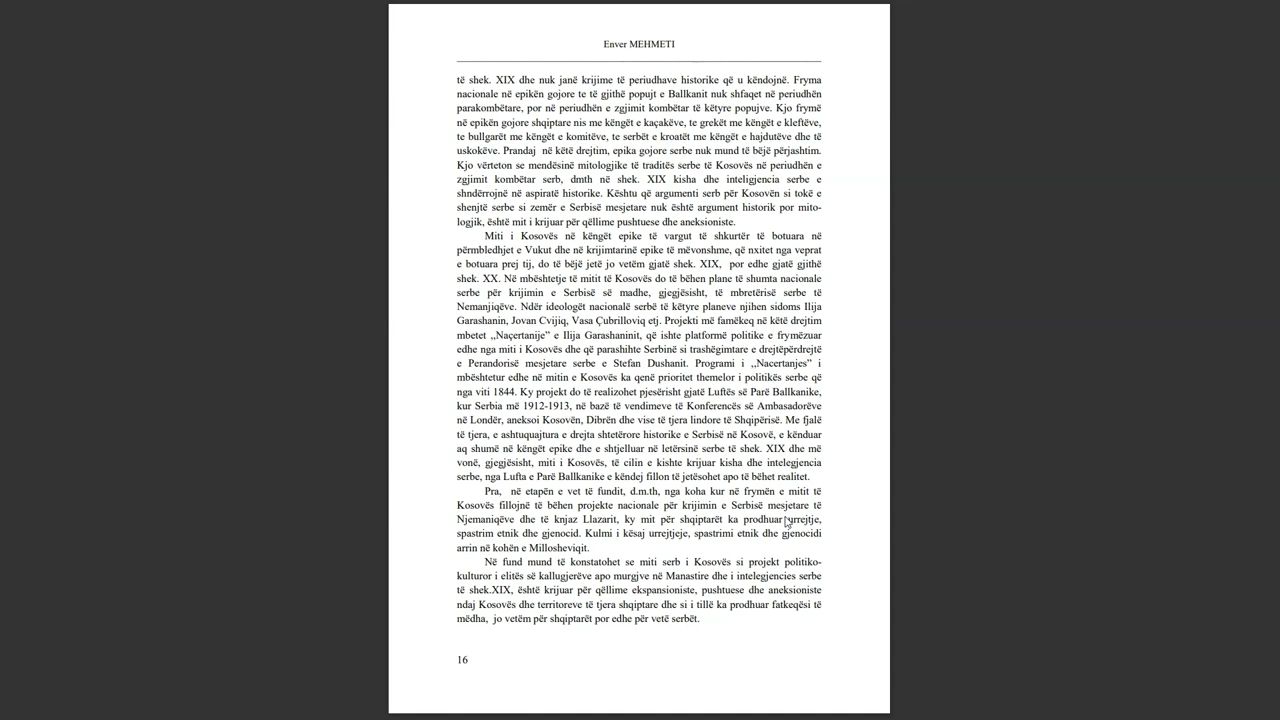 Enver MEHMETI
të shek. XIX dhe nuk janë krijime të periudhave historike që u këndojnë. Fryma
nacionale në epikën gojore te të gjithë popujt e Ballkanit nuk shfaqet në periudhën
parakombëtare, por në periudhën e zgjimit kombëtar të këtyre popujve. Kjo frymë
në epikën gojore shqiptare nis me këngët e kaçakëve, te grekët me këngët e kleftëve,
te bullgarët me këngët e komitëve, te serbët e kroatët me këngët e hajdutëve dhe të
uskokëve. Prandaj  në këtë drejtim, epika gojore serbe nuk mund të bëjë përjashtim.
Kjo vërteton se mendësinë mitologjike të traditës serbe të Kosovës në periudhën e
zgjimit kombëtar serb, dmth në shek. XIX kisha dhe inteligjencia serbe e
shndërrojnë në aspiratë historike. Kështu që argumenti serb për Kosovën si tokë e
shenjtë serbe si zemër e Serbisë mesjetare nuk është argument historik por mito-
logjik, është mit i krijuar për qëllime pushtuese dhe aneksioniste.
Miti i Kosovës në këngët epike të vargut të shkurtër të botuara në
përmbledhjet e Vukut dhe në krijimtarinë epike të mëvonshme, që nxitet nga veprat
e botuara prej tij, do të bëjë jetë jo vetëm gjatë shek. XIX,  por edhe gjatë gjithë
shek. XX. Në mbështetje të mitit të Kosovës do të bëhen plane të shumta nacionale
serbe për krijimin e Serbisë së madhe, gjegjësisht, të mbretërisë serbe të
Nemanjiqëve. Ndër ideologët nacionalë serbë të këtyre planeve njihen sidoms Ilija
Garashanin, Jovan Cvijiq, Vasa Çubrilloviq etj. Projekti më famëkeq në këtë drejtim
mbetet ,,Naçertanije” e Ilija Garashaninit, që ishte platformë politike e frymëzuar
edhe nga miti i Kosovës dhe që parashihte Serbinë si trashëgimtare e drejtëpërdrejtë
e Perandorisë mesjetare serbe e Stefan Dushanit. Programi i ,,Nacertanjes” i
mbështetur edhe në mitin e Kosovës ka qenë prioritet themelor i politikës serbe që
nga viti 1844. Ky projekt do të realizohet pjesërisht gjatë Luftës së Parë Ballkanike,
kur Serbia më 1912-1913, në bazë të vendimeve të Konferencës së Ambasadorëve
në Londër, aneksoi Kosovën, Dibrën dhe vise të tjera lindore të Shqipërisë. Me fjalë
të tjera, e ashtuquajtura e drejta shtetërore historike e Serbisë në Kosovë, e kënduar
aq shumë në këngët epike dhe e shtjelluar në letërsinë serbe të shek. XIX dhe më
vonë, gjegjësisht, miti i Kosovës, të cilin e kishte krijuar kisha dhe intelegjencia
serbe, nga Lufta e Parë Ballkanike e këndej fillon të jetësohet apo të bëhet realitet.
Pra,  në etapën e vet të fundit, d.m.th, nga koha kur në frymën e mitit të
Kosovës fillojnë të bëhen projekte nacionale për krijimin e Serbisë mesjetare të
Njemaniqëve dhe të knjaz Llazarit, ky mit për shqiptarët ka prodhuar urrejtje,
spastrim etnik dhe gjenocid. Kulmi i kësaj urrejtjeje, spastrimi etnik dhe gjenocidi
arrin në kohën e Millosheviqit.
Në fund mund të konstatohet se miti serb i Kosovës si projekt politiko-
kulturor i elitës së kallugjerëve apo murgjve në Manastire dhe i intelegjencies serbe
të shek.XIX, është krijuar për qëllime ekspansioniste, pushtuese dhe aneksioniste
ndaj Kosovës dhe territoreve të tjera shqiptare dhe si i tillë ka prodhuar fatkeqësi të
mëdha,  jo vetëm për shqiptarët por edhe për vetë serbët.
16